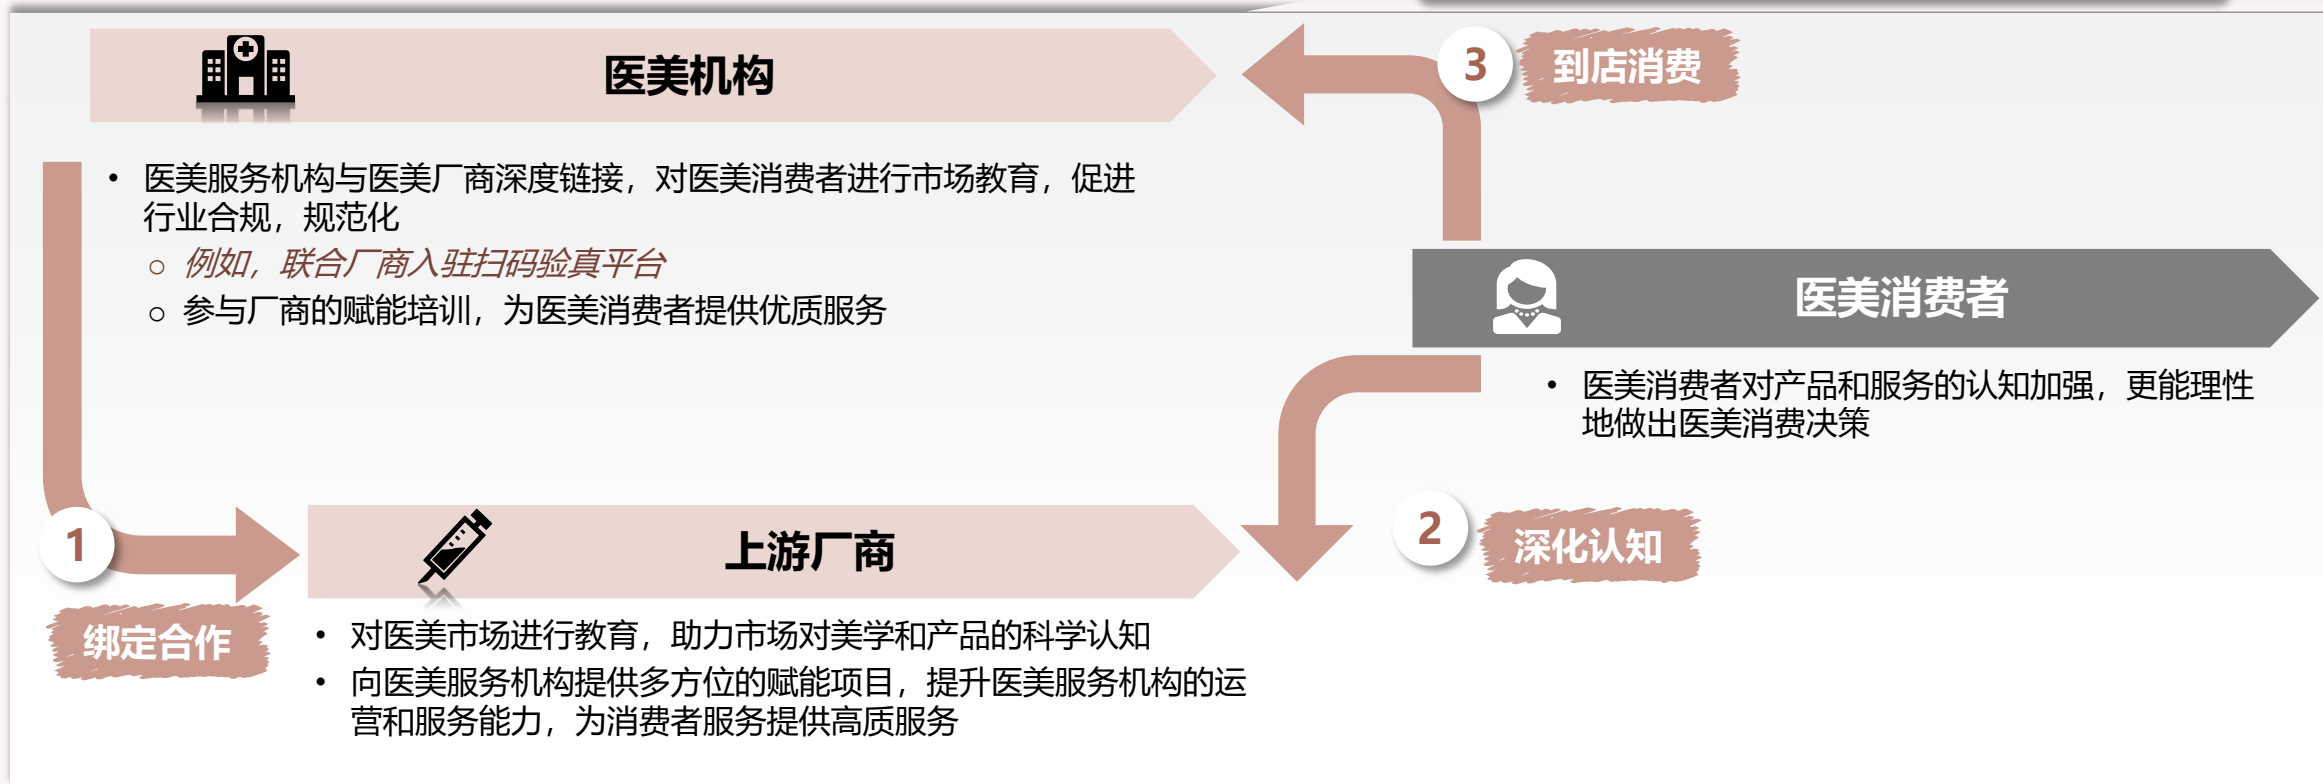 医美机构
3
到店消费
• 医美服务机构与医美厂商深度链接，对医美消费者进行市场教育，促进
行业合规，规范化
○ 例如，联合厂商入驻扫码验真平台
○ 参与厂商的赋能培训，为医美消费者提供优质服务
医美消费者
• 医美消费者对产品和服务的认知加强，更能理性
地做出医美消费决策
1
绑定合作
上游厂商
2
深化认知
• 对医美市场进行教育，助力市场对美学和产品的科学认知
• 向医美服务机构提供多方位的赋能项目，提升医美服务机构的运
营和服务能力，为消费者服务提供高质服务